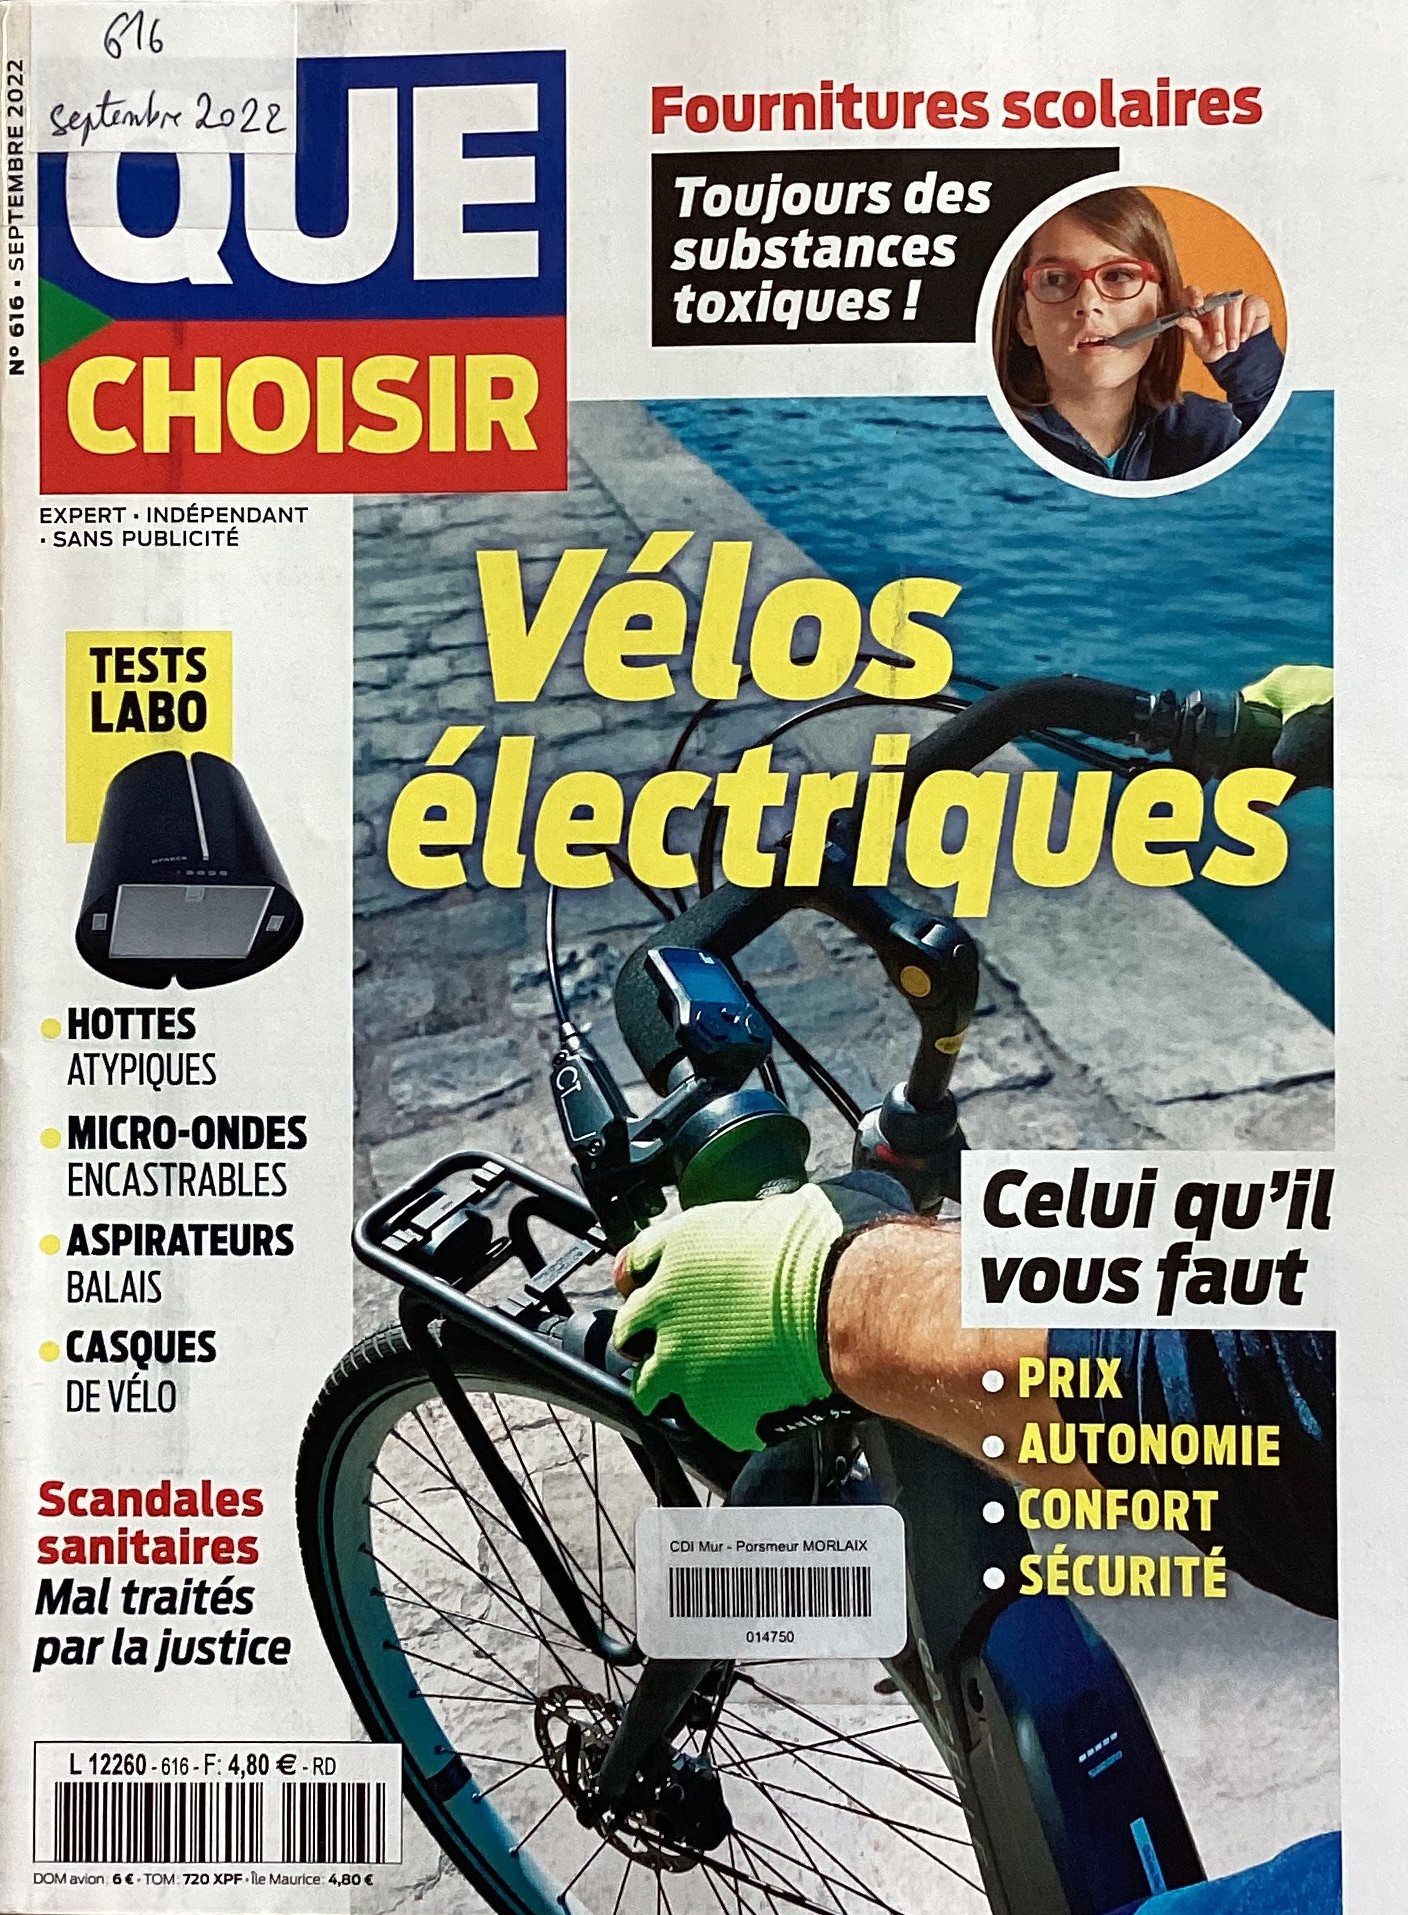 616
septembre 2022
N° 616 · SEPTEMBRE 2022
QUE
CHOISIR
EXPERT · INDÉPENDANT
· SANS PUBLICITÉ
Fournitures scolaires
Toujours des
substances
toxiques !
Vélos
électriques
TESTS
LABO
HOTTES
ATYPIQUES
MICRO-ONDES
ENCASTRABLES
ASPIRATEURS
BALAIS
CASQUES
DE VÉLO
Celui qu'il
vous faut
PRIX
AUTONOMIE
CONFORT
SÉCURITÉ
Scandales
sanitaires
Mal traités
par la justice
CDI Mur - Porsmeur MORLAIX
014750
L 12260 - 616 - F: 4,80 € - RD
DOM avion : 6 € · TOM : 720 XPF · Île Maurice : 4,80 €